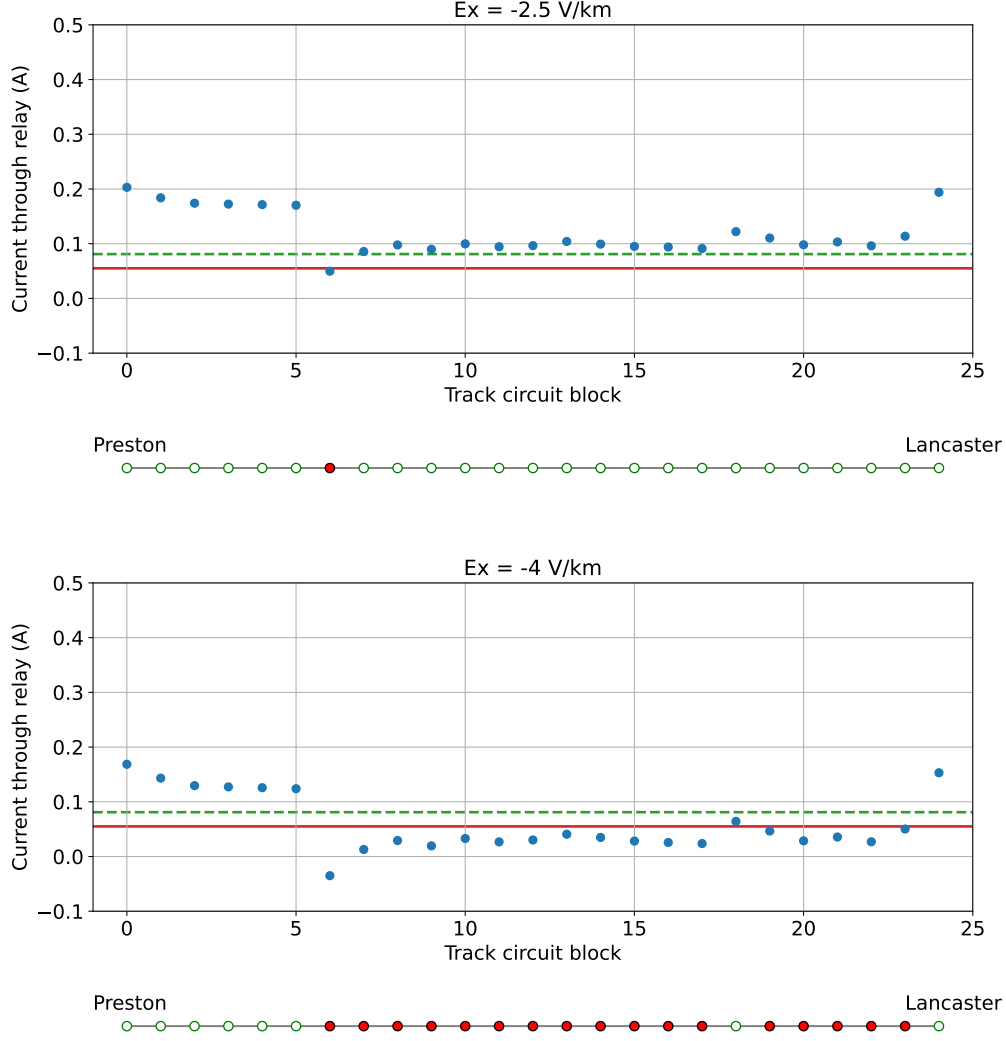 Ex = -2.5 V/km
0.5
0.4
0.3
0.2
0.1
0.0
−0.1
Current through relay (A)
0 5 10 15 20 25
Track circuit block
Preston Lancaster
Ex = -4 V/km
0.5
0.4
0.3
0.2
0.1
0.0
−0.1
Current through relay (A)
0 5 10 15 20 25
Track circuit block
Preston Lancaster